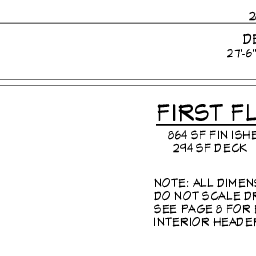 2
DE
27'-6"
FIRST FL
864 SF FINISHE
294 SF DECK
NOTE: ALL DIMENS
DO NOT SCALE DR
SEE PAGE 8 FOR
INTERIOR HEADER